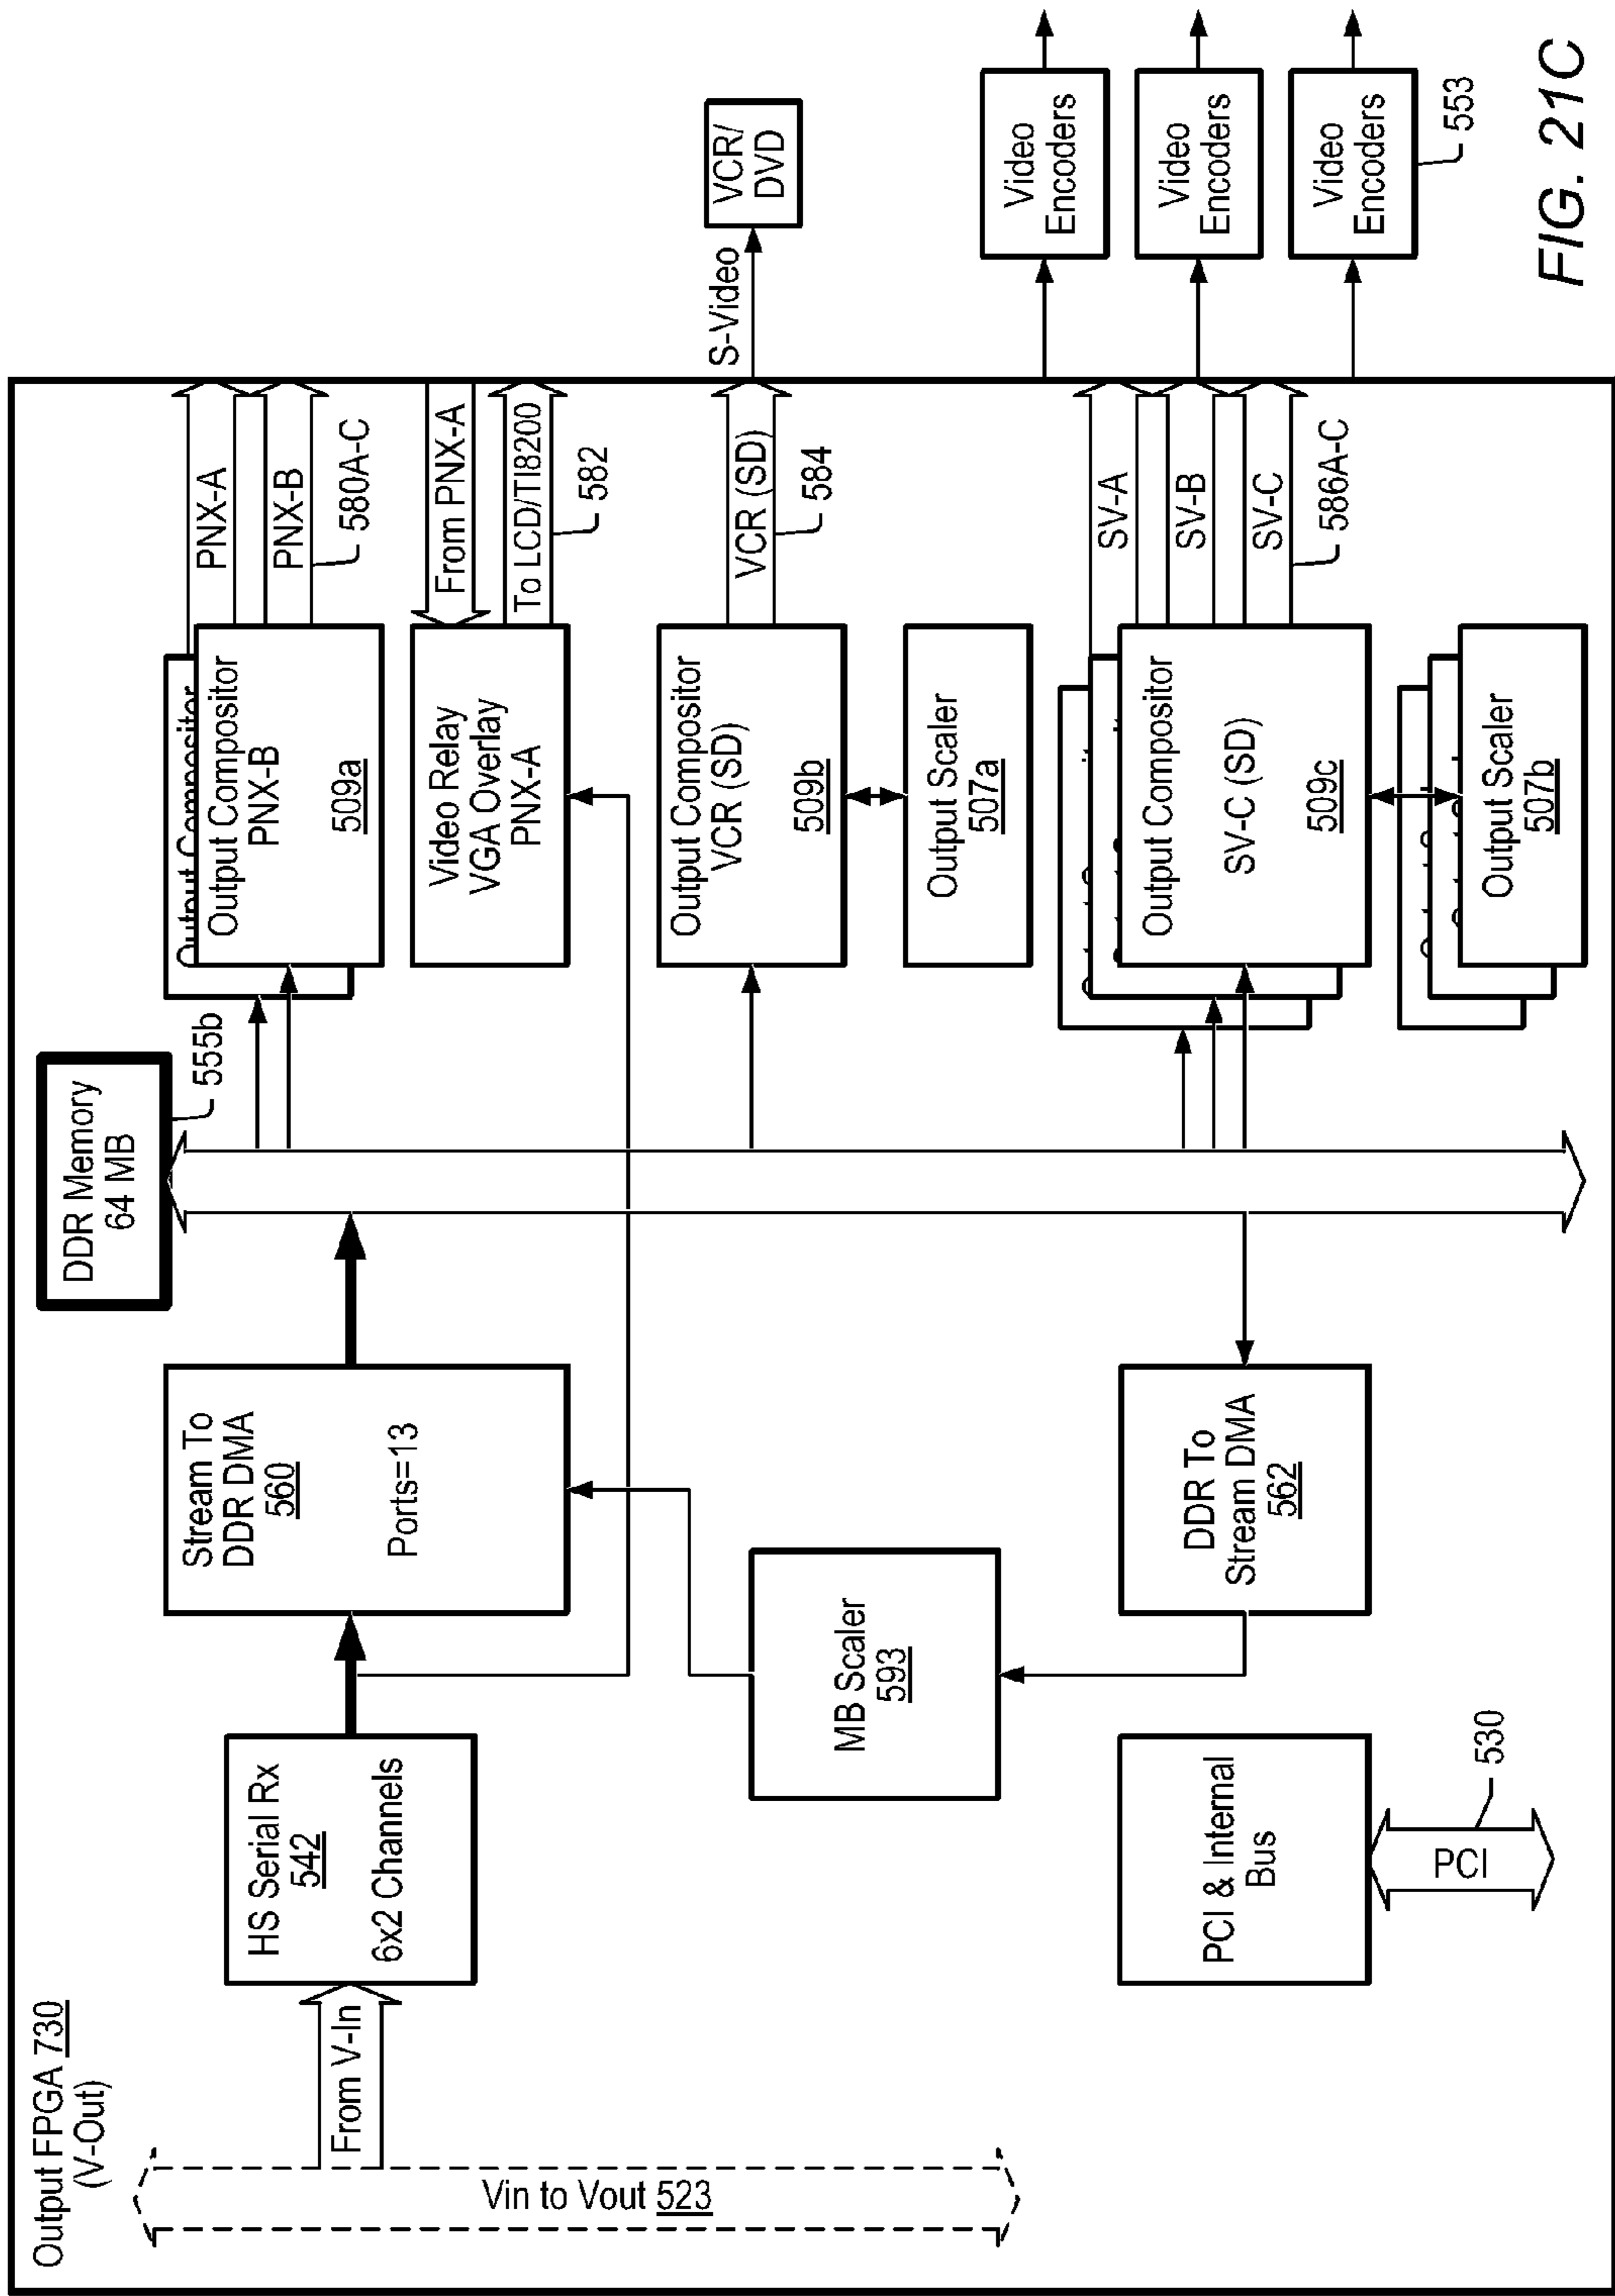 Output FPGA 730
(V-Out)
Vin to Vout 523
From V-In
HS Serial Rx
542
6x2 Channels
Stream To
DDR DMA
560
Ports=13
DDR Memory
64 MB
555b
MB Scaler
593
PCI & Internal
Bus
PCI
530
DDR To
Stream DMA
562
Output Compositor
Output Compositor
PNX-B
509a
PNX-A
PNX-B
580A-C
Video Relay
VGA Overlay
PNX-A
From PNX-A
To LCD/TI8200
582
Output Compositor
VCR (SD)
509b
VCR (SD)
584
S-Video
VCR/
DVD
Output Scaler
507a
Output Compositor
SV-C (SD)
509c
SV-A
SV-B
SV-C
586A-C
Output Scaler
507b
Video
Encoders
Video
Encoders
Video
Encoders
553
FIG. 21C